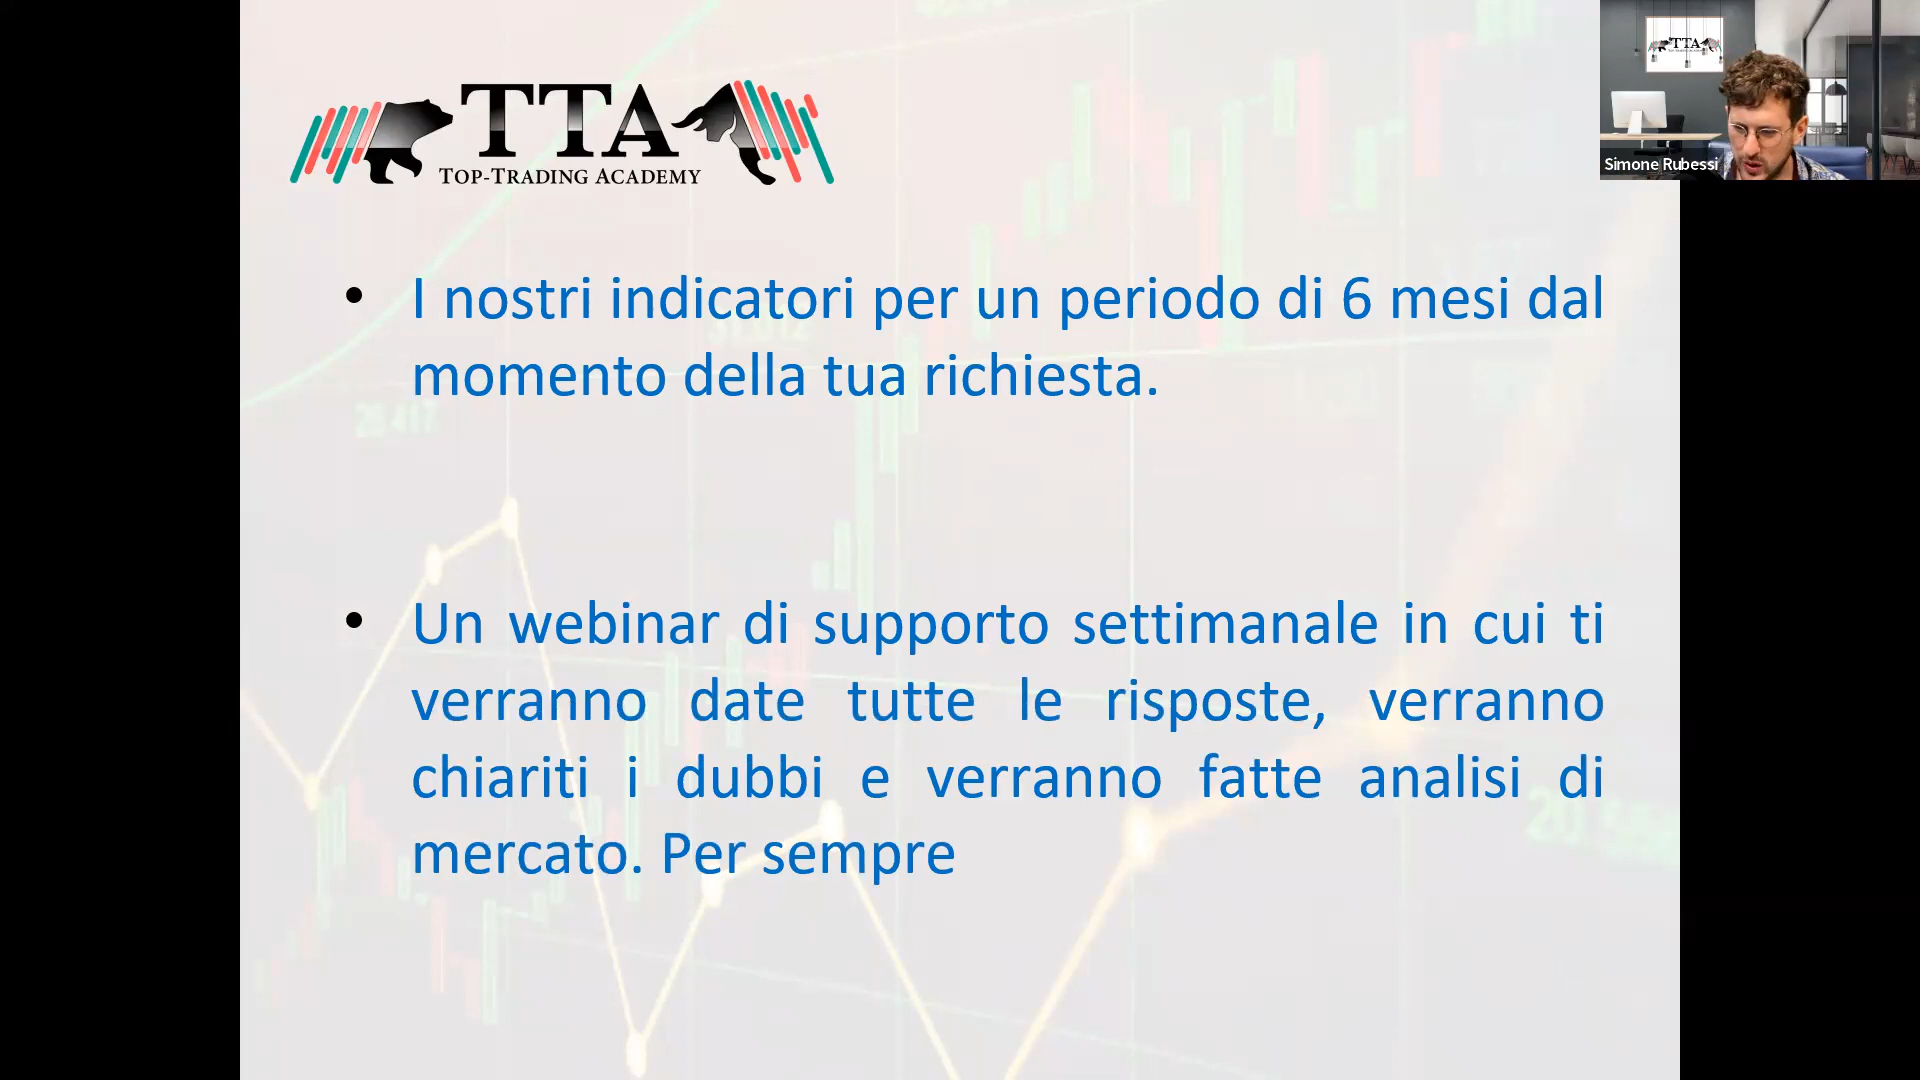 TTA
TOP-TRADING ACADEMY
TTA
Simone Rubessi
• I nostri indicatori per un periodo di 6 mesi dal
momento della tua richiesta.
• Un webinar di supporto settimanale in cui ti
verranno date tutte le risposte, verranno
chiariti i dubbi e verranno fatte analisi di
mercato. Per sempre